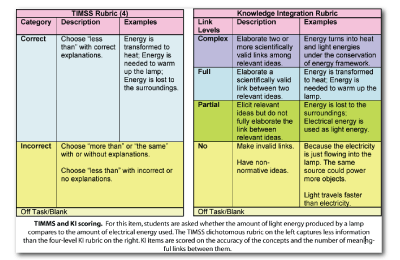 TIMSS Rubric (4)
Category Description Examples
Correct Choose "less than" with correct explanations. Energy is transformed to heat; Energy is needed to warm up the lamp; Energy is lost to the surroundings.
Incorrect Choose "more than" or "the same" with or without explanations.
Choose "less than" with incorrect or no explanations.
Off Task/Blank
Knowledge Integration Rubric
Link Levels Description Examples
Complex Elaborate two or more scientifically valid links among relevant ideas. Energy turns into heat and light energies under the conservation of energy framework.
Full Elaborate a scientifically valid link between two relevant ideas. Energy is transformed to heat; Energy is needed to warm the lamp.
Partial Elicit relevant ideas but do not fully elaborate the link between relevant ideas. Energy is lost to the surroundings; Electrical energy is used as light energy.
No Make invalid links.
Have non-normative ideas. Because the electricity is just flowing into the lamp. The same source could power more objects.
Light travels faster than electricity.
Off Task/Blank
TIMMS and KI scoring. For this item, students are asked whether the amount of light energy produced by a lamp
compares to the amount of electrical energy used. The TIMSS dichotomous rubric on the left captures less information
than the four-level KI rubric on the right. KI items are scored on the accuracy of the concepts and the number of meaning-
ful links between them.